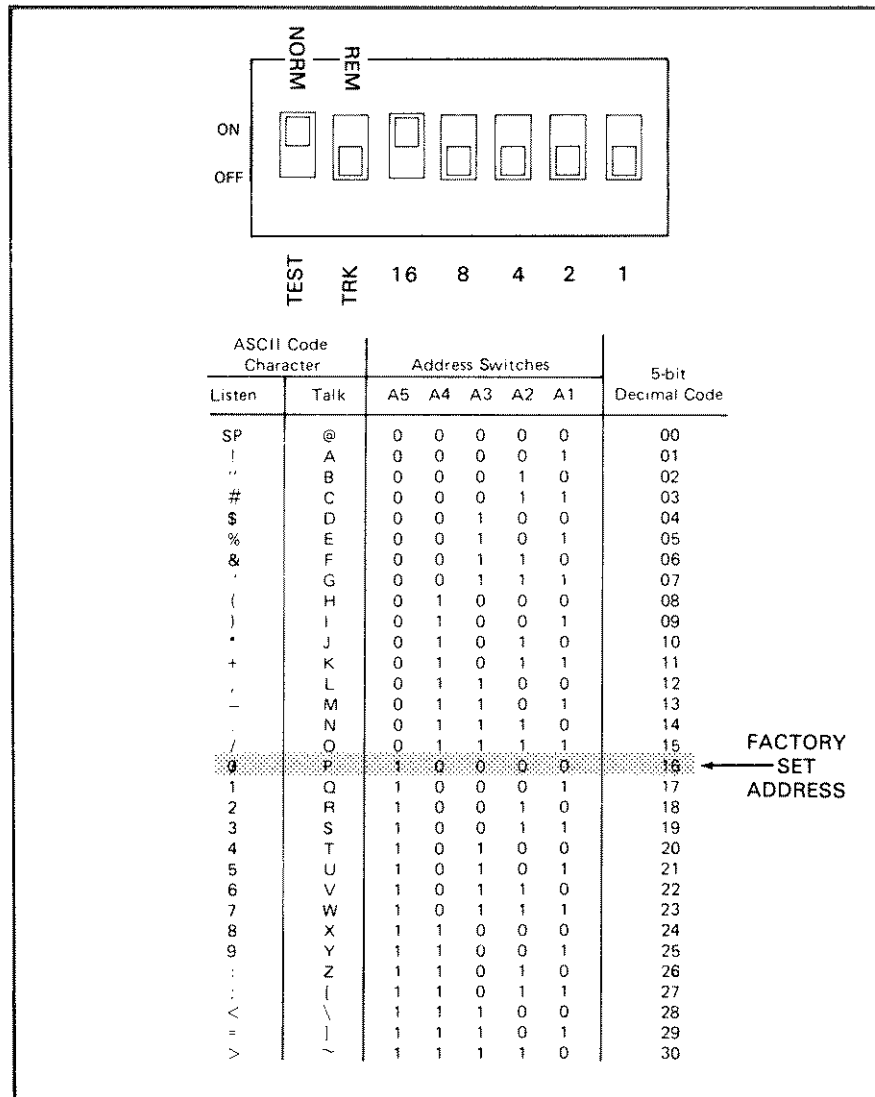 NORM REM
ON
OFF
TEST TRK 16 8 4 2 1
ASCII Code Character Address Switches 5-bit Decimal Code
Listen Talk A5 A4 A3 A2 A1
SP @ 0 0 0 0 0 00
! A 0 0 0 0 1 01
" B 0 0 0 1 0 02
# C 0 0 0 1 1 03
$ D 0 0 1 0 0 04
% E 0 0 1 0 1 05
& F 0 0 1 1 0 06
' G 0 0 1 1 1 07
( H 0 1 0 0 0 08
) I 0 1 0 0 1 09
* J 0 1 0 1 0 10
+ K 0 1 0 1 1 11
, L 0 1 1 0 0 12
– M 0 1 1 0 1 13
. N 0 1 1 1 0 14
/ O 0 1 1 1 1 15
0 P 1 0 0 0 0 16 FACTORY SET ADDRESS
1 Q 1 0 0 0 1 17
2 R 1 0 0 1 0 18
3 S 1 0 0 1 1 19
4 T 1 0 1 0 0 20
5 U 1 0 1 0 1 21
6 V 1 0 1 1 0 22
7 W 1 0 1 1 1 23
8 X 1 1 0 0 0 24
9 Y 1 1 0 0 1 25
: Z 1 1 0 1 0 26
; [ 1 1 0 1 1 27
< \ 1 1 1 0 0 28
= ] 1 1 1 0 1 29
> ~ 1 1 1 1 0 30